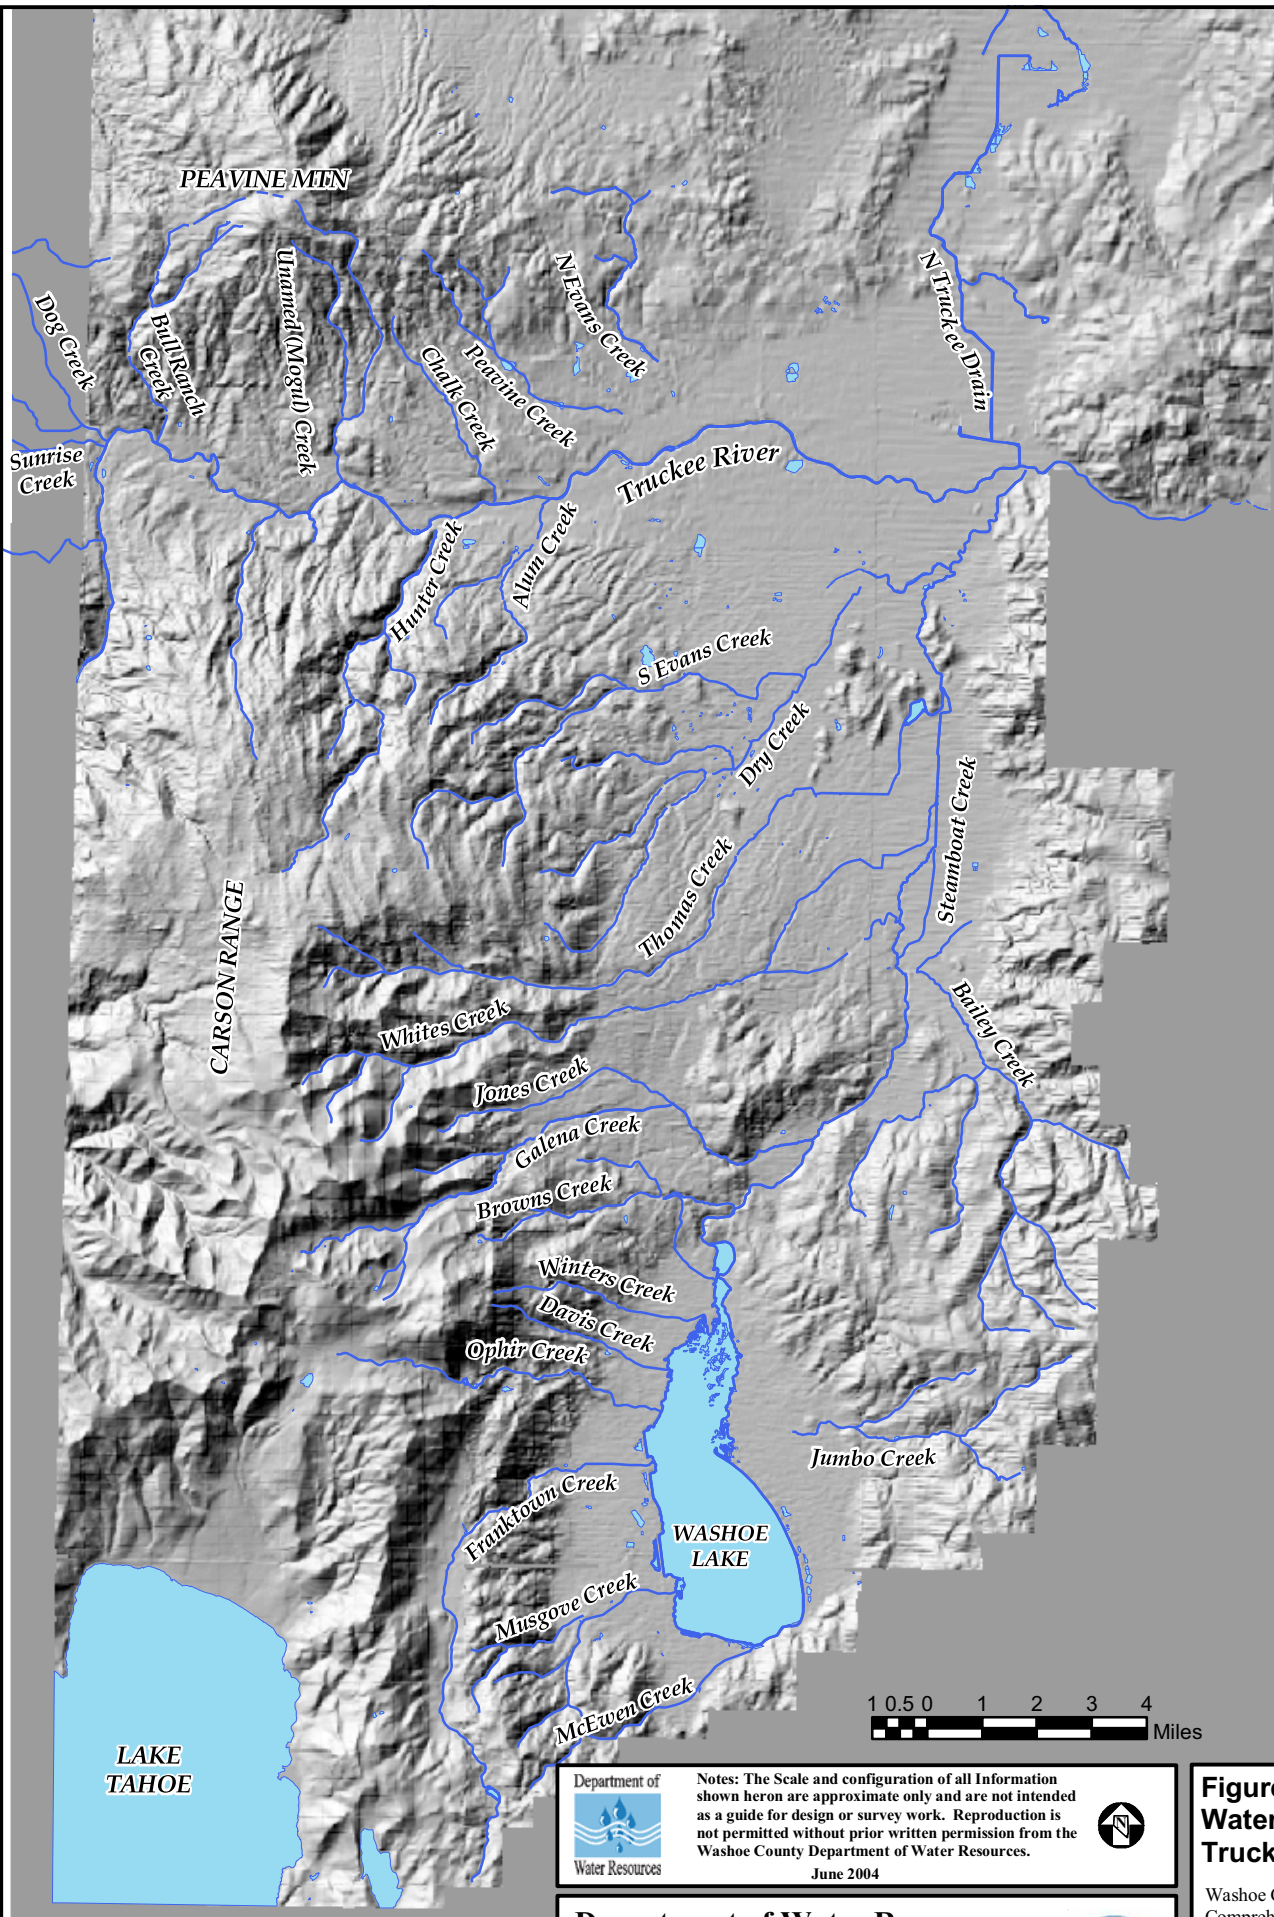 PEAVINE MTN
Dog Creek
Bull Ranch
Creek
Unamed (Mogul) Creek
Chalk Creek
Peavine Creek
N Evans Creek
N Truckee Drain
Sunrise
Creek
Truckee River
Hunter Creek
Alum Creek
S Evans Creek
Dry Creek
Steamboat Creek
Thomas Creek
CARSON RANGE
Whites Creek
Bailey Creek
Jones Creek
Galena Creek
Browns Creek
Winters Creek
Davis Creek
Ophir Creek
Jumbo Creek
Franktown Creek
WASHOE
LAKE
Musgove Creek
McEwen Creek
LAKE
TAHOE
1 0.5 0 1 2 3 4
Miles
Department of
Water Resources
Notes: The Scale and configuration of all Information
shown heron are approximate only and are not intended
as a guide for design or survey work. Reproduction is
not permitted without prior written permission from the
Washoe County Department of Water Resources.
June 2004
N
Figure
Water
Truck
Washoe C